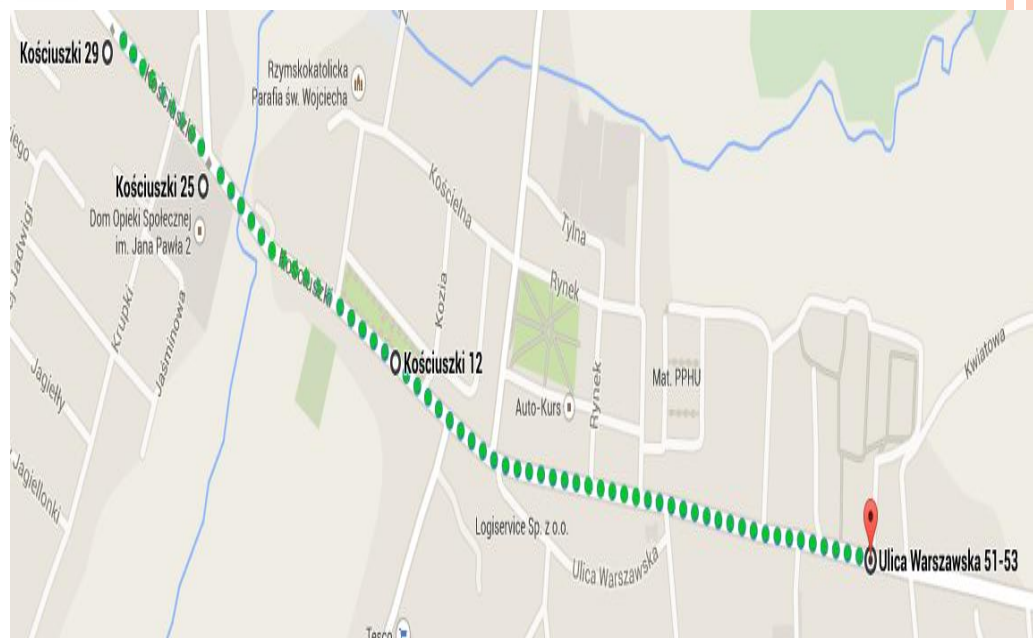 Kościuszki 29
Kościuszki
Rzymskokatolicka
Parafia św. Wojciecha
Kościuszki 25
Dom Opieki Społecznej
im. Jana Pawła 2
Kościelna
Tylna
Rynek
Kościuszki
Kozia
Krupki
Jaśminowa
Jagiełły
Jagiellonki
Kościuszki 12
Auto-Kurs
Rynek
Mat. PPHU
Kwiatowa
Logiservice Sp. z o.o.
Ulica Warszawska
Ulica Warszawska 51-53
Tesco